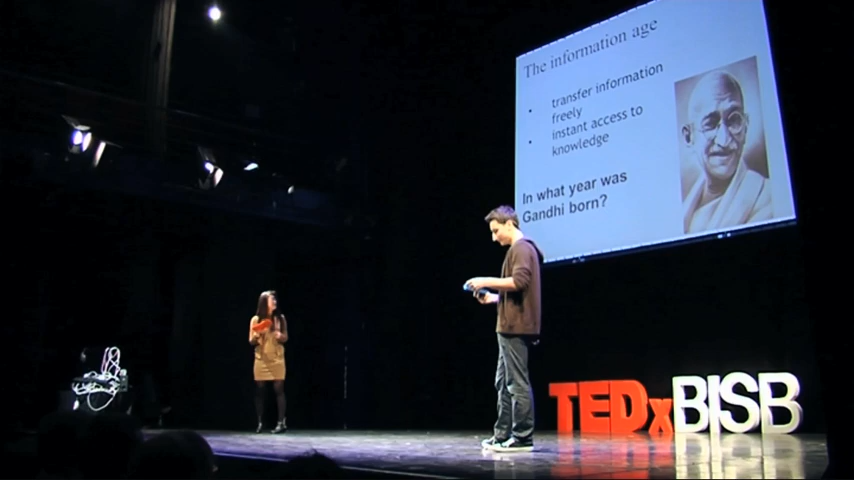 The information age
• transfer information
freely
• instant access to
knowledge
In what year was
Gandhi born?
TEDxBISB